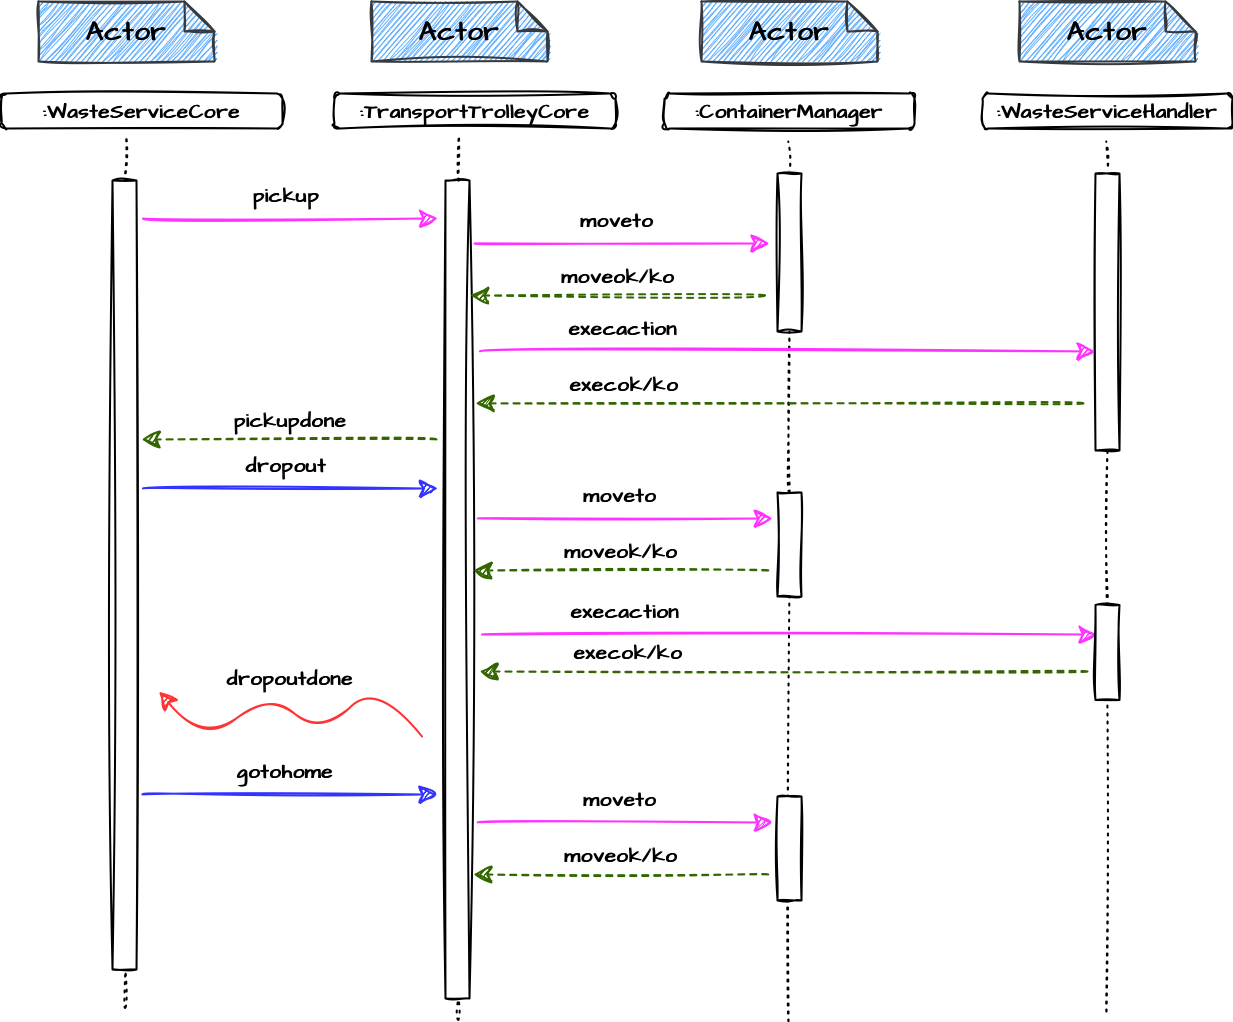 Actor
Actor
Actor
Actor
:WasteServiceCore
:TransportTrolleyCore
:ContainerManager
:WasteServiceHandler
pickup
moveto
moveok/ko
execaction
execok/ko
pickupdone
dropout
moveto
moveok/ko
execaction
execok/ko
dropoutdone
gotohome
moveto
moveok/ko